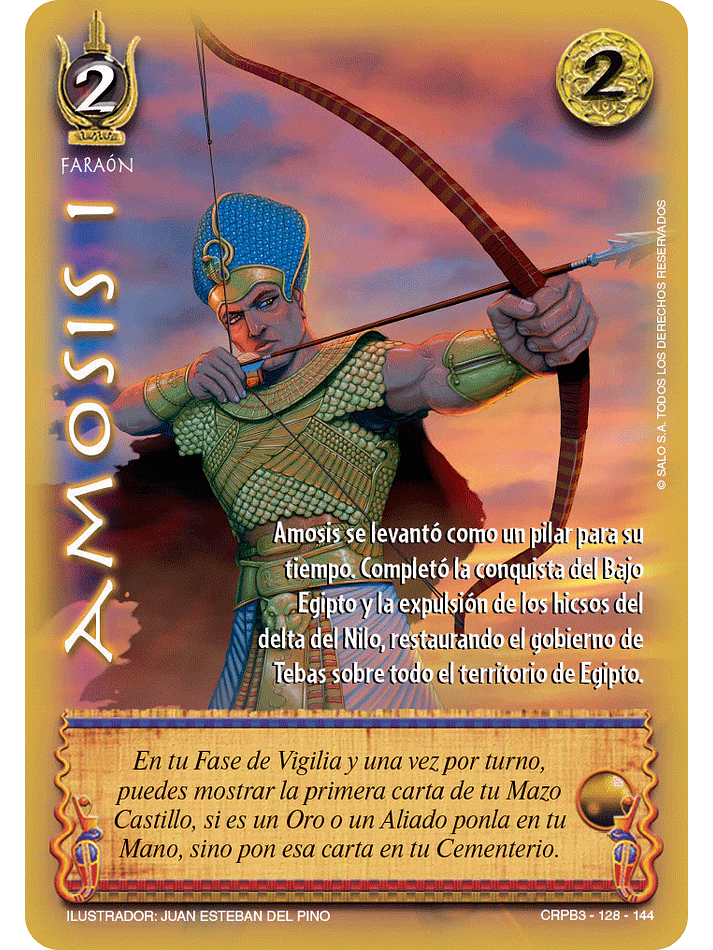 2
2
FARAÓN
AMOSIS I
© SALO S.A. TODOS LOS DERECHOS RESERVADOS
Amosis se levantó como un pilar para su
tiempo. Completó la conquista del Bajo
Egipto y la expulsión de los hicsos del
delta del Nilo, restaurando el gobierno de
Tebas sobre todo el territorio de Egipto.
En tu Fase de Vigilia y una vez por turno,
puedes mostrar la primera carta de tu Mazo
Castillo, si es un Oro o un Aliado ponla en tu
Mano, sino pon esa carta en tu Cementerio.
ILUSTRADOR: JUAN ESTEBAN DEL PINO
CRPB3 - 128 - 144